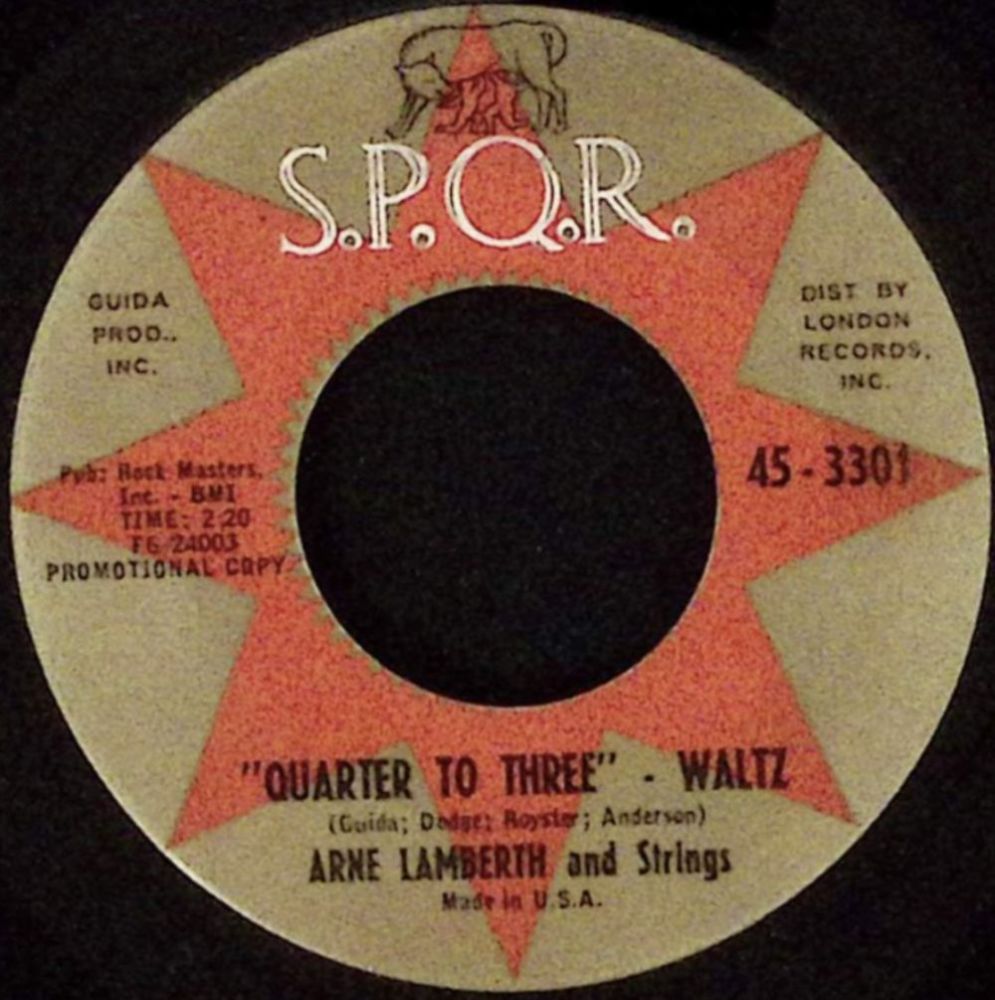 S.P.Q.R.
GUIDA
PROD.,
INC.
DIST BY
LONDON
RECORDS,
INC.
Pub: Rock Masters,
Inc. - BMI
TIME: 2:20
FG 24003
PROMOTIONAL COPY
45 - 3301
"QUARTER TO THREE" - WALTZ
(Guida; Dodge; Royster; Anderson)
ARNE LAMBERTH and Strings
Made in U.S.A.